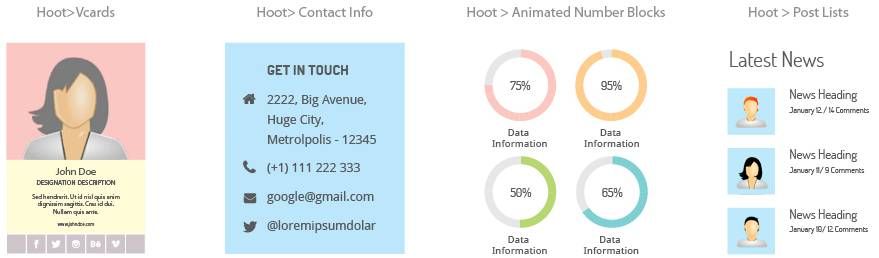 Hoot>Vcards
John Doe
DESIGNATION DESCRIPTION
Sed hendrerit. Ut id nisl quis enim
dignissim sagittis. Cras id dui.
Nullam quis ante.
www.johndoe.com
Bē
Hoot> Contact Info
GET IN TOUCH
2222, Big Avenue,
Huge City,
Metrolpolis - 12345
(+1) 111 222 333
google@gmail.com
@loremipsumdolar
Hoot > Animated Number Blocks
75%
Data
Information
95%
Data
Information
50%
Data
Information
65%
Data
Information
Hoot > Post Lists
Latest News
News Heading
January 12 / 14 Comments
News Heading
January 11/ 9 Comments
News Heading
January 10/ 12 Comments